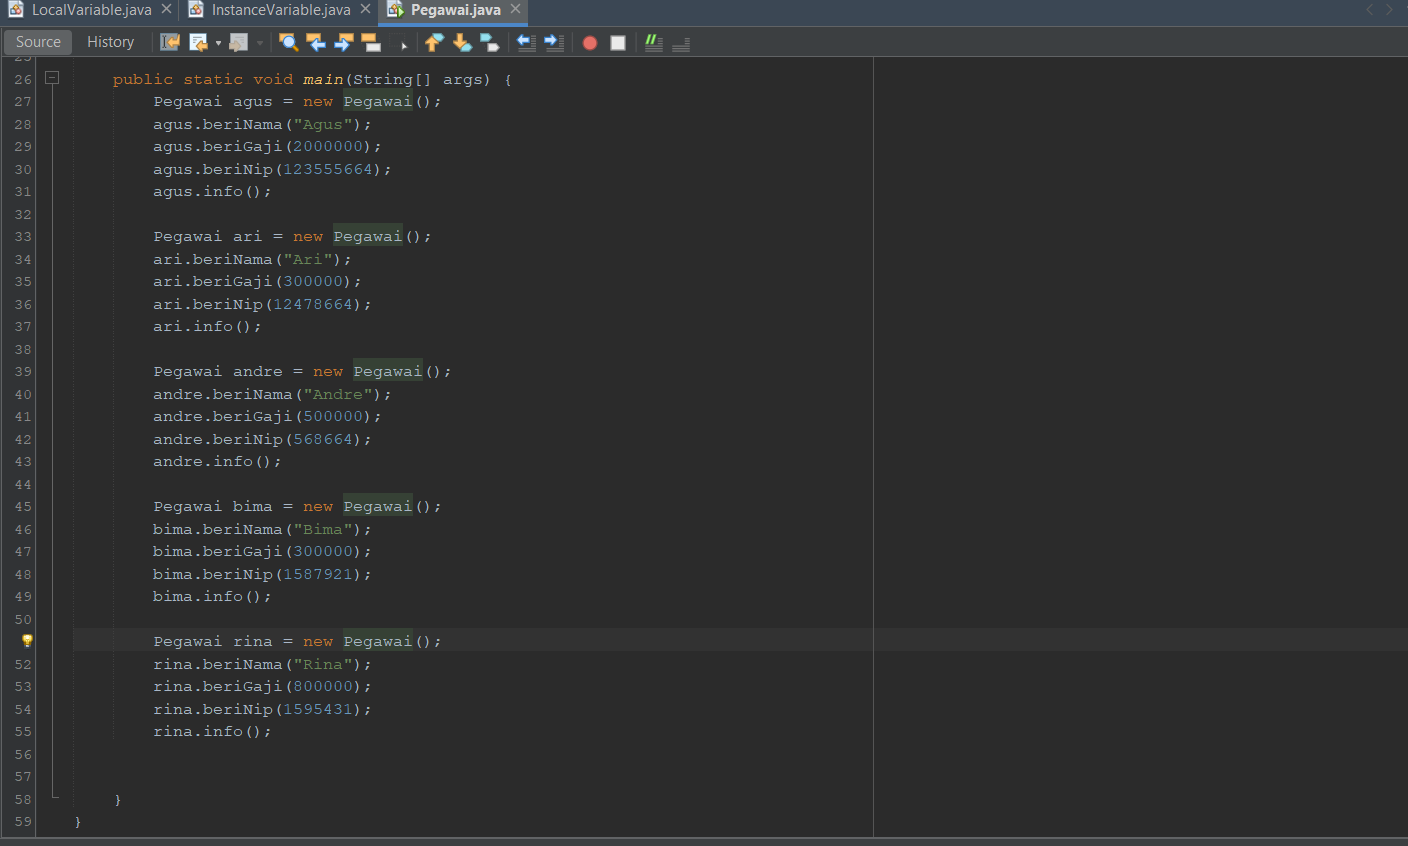 LocalVariable.java InstanceVariable.java Pegawai.java
Source History
26 public static void main(String[] args) {
27 Pegawai agus = new Pegawai();
28 agus.beriNama("Agus");
29 agus.beriGaji(2000000);
30 agus.beriNip(123555664);
31 agus.info();
32
33 Pegawai ari = new Pegawai();
34 ari.beriNama("Ari");
35 ari.beriGaji(300000);
36 ari.beriNip(12478664);
37 ari.info();
38
39 Pegawai andre = new Pegawai();
40 andre.beriNama("Andre");
41 andre.beriGaji(500000);
42 andre.beriNip(568664);
43 andre.info();
44
45 Pegawai bima = new Pegawai();
46 bima.beriNama("Bima");
47 bima.beriGaji(300000);
48 bima.beriNip(1587921);
49 bima.info();
50
Pegawai rina = new Pegawai();
52 rina.beriNama("Rina");
53 rina.beriGaji(800000);
54 rina.beriNip(1595431);
55 rina.info();
56
57
58 }
59 }